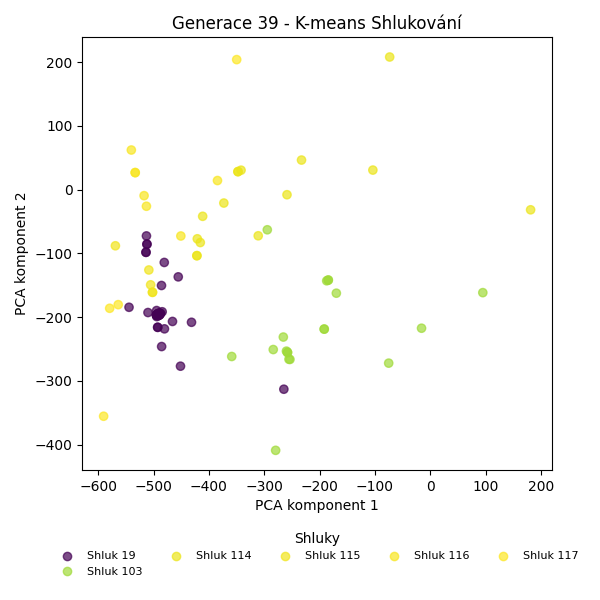 Generace 39 - K-means Shlukování
200
100
0
−100
−200
−300
−400
PCA komponent 2
−600 −500 −400 −300 −200 −100 0 100 200
PCA komponent 1
Shluky
Shluk 19 Shluk 114 Shluk 115 Shluk 116 Shluk 117
Shluk 103